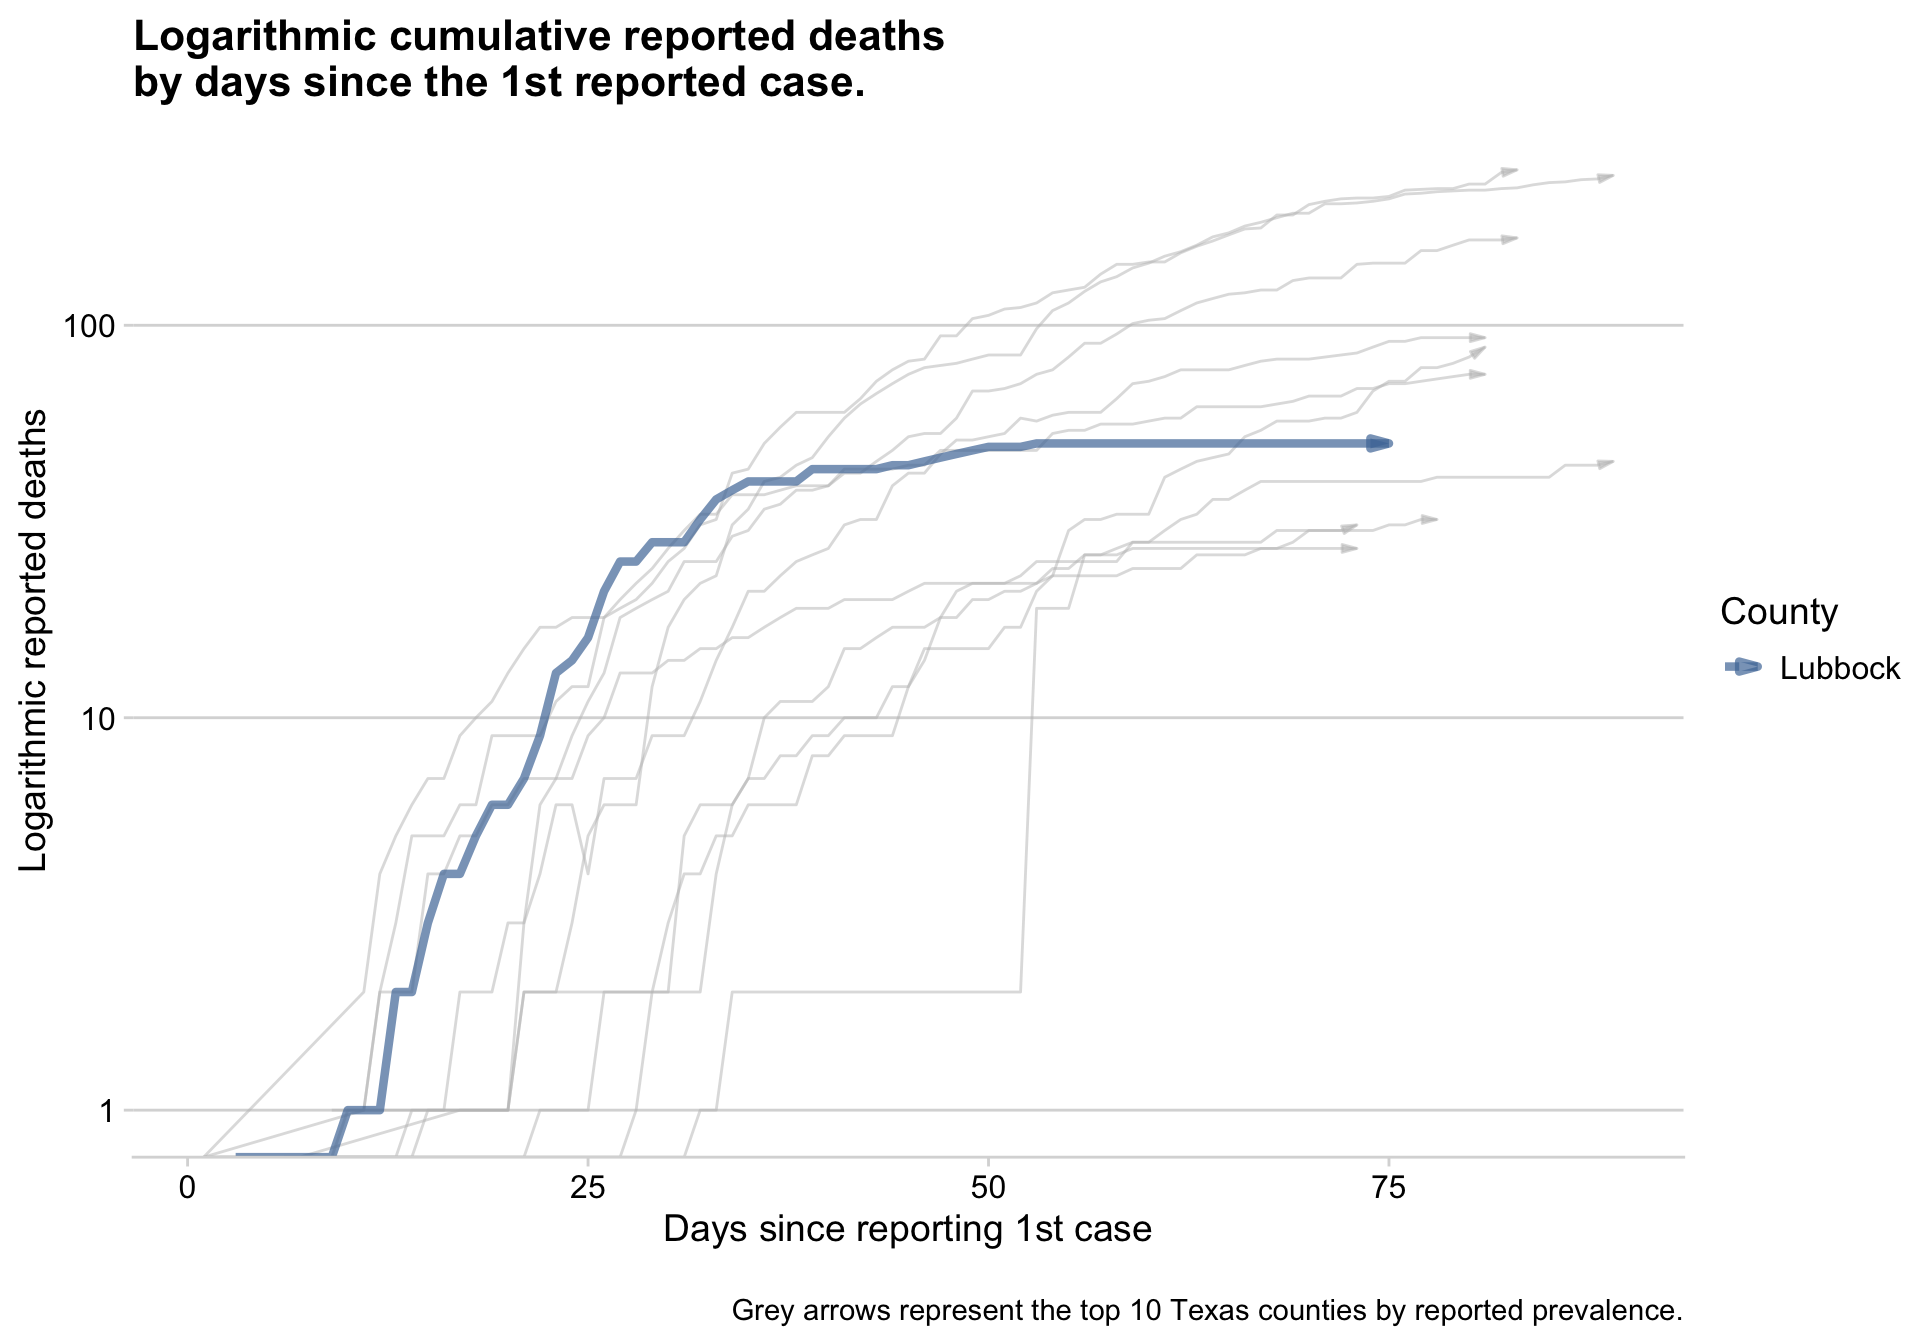 Logarithmic cumulative reported deaths
by days since the 1st reported case.
Logarithmic reported deaths
100
10
1
0
25
50
75
Days since reporting 1st case
County
Lubbock
Grey arrows represent the top 10 Texas counties by reported prevalence.